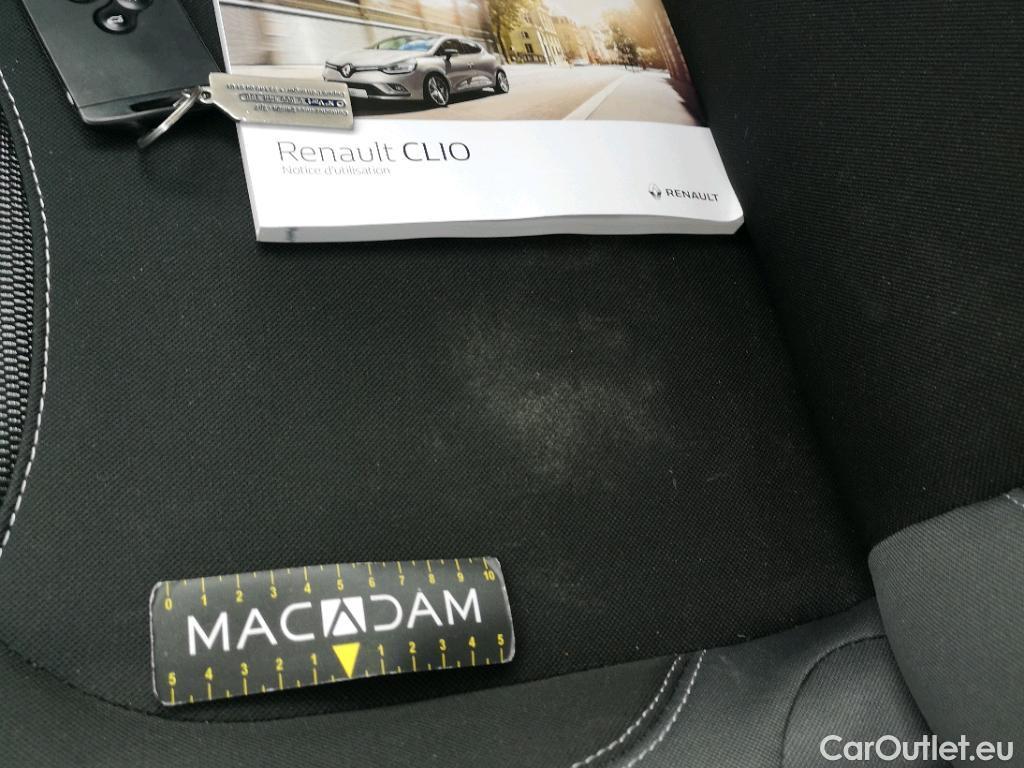 Renault CLIO
Notice d'utilisation
RENAULT
0 1 2 3 4 5 6 7 8 9 10
MACADAM
5 4 3 2 1 1 2 3 4 5
CarOutlet.eu